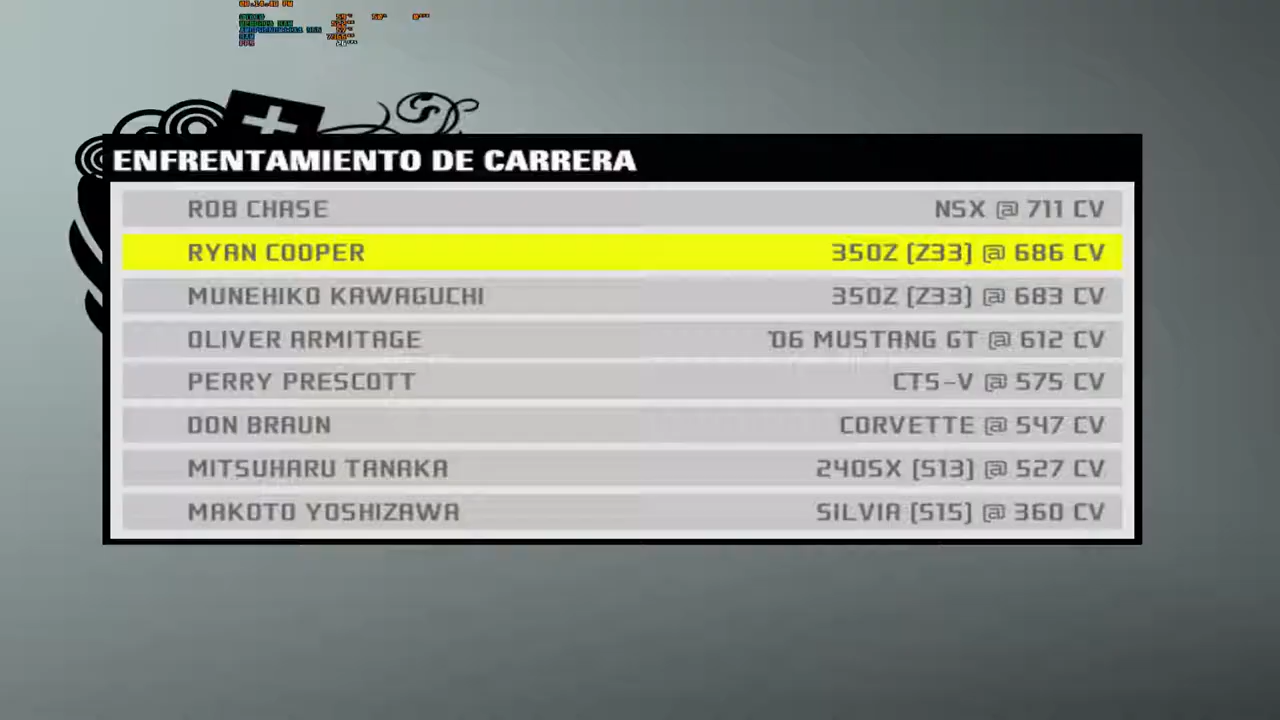 ENFRENTAMIENTO DE CARRERA
ROB CHASE NSX @ 711 CV
RYAN COOPER 350Z [Z33] @ 686 CV
MUNEHIKO KAWAGUCHI 350Z [Z33] @ 683 CV
OLIVER ARMITAGE '06 MUSTANG GT @ 612 CV
PERRY PRESCOTT CTS-V @ 575 CV
DON BRAUN CORVETTE @ 547 CV
MITSUHARU TANAKA 240SX [S13] @ 527 CV
MAKOTO YOSHIZAWA SILVIA [S15] @ 360 CV